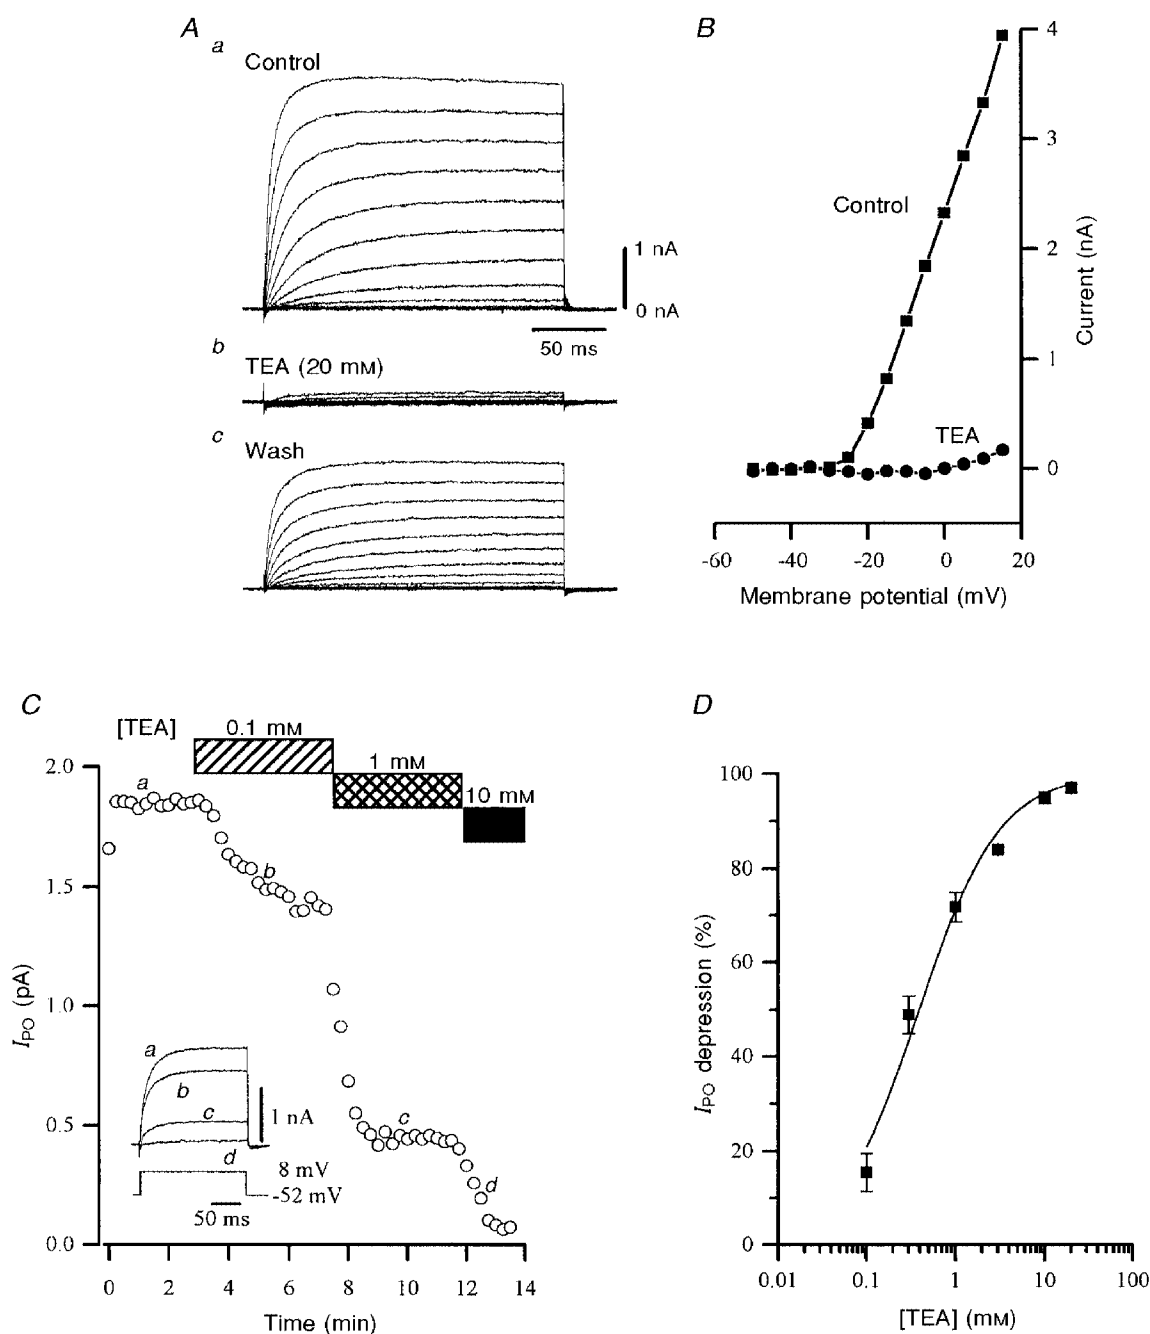 A
a
Control
1 nA
0 nA
50 ms
b
TEA (20 mM)
c
Wash
B
4
3
2
1
0
Current (nA)
Control
TEA
-60
-40
-20
0
20
Membrane potential (mV)
C
[TEA]
0.1 mM
1 mM
10 mM
2.0
1.5
1.0
0.5
0.0
IPO (pA)
a
b
c
d
a
b
c
d
1 nA
8 mV
-52 mV
50 ms
0
2
4
6
8
10
12
14
Time (min)
D
100
80
60
40
20
0
IPO depression (%)
0.01
0.1
1
10
100
[TEA] (mM)